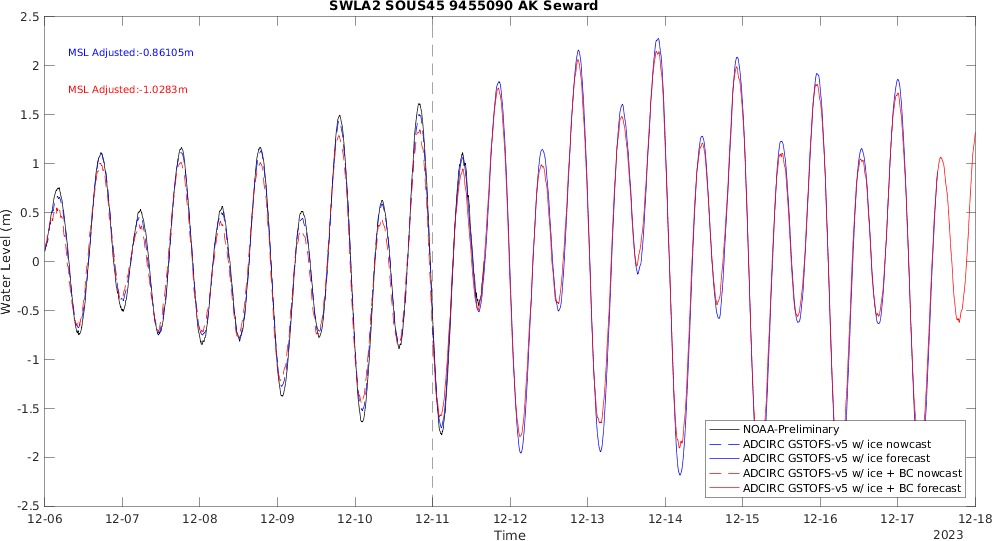 SWLA2 SOUS45 9455090 AK Seward
MSL Adjusted:-0.86105m
MSL Adjusted:-1.0283m
Water Level (m)
2.5
2
1.5
1
0.5
0
-0.5
-1
-1.5
-2
-2.5
NOAA-Preliminary
ADCIRC GSTOFS-v5 w/ ice nowcast
ADCIRC GSTOFS-v5 w/ ice forecast
ADCIRC GSTOFS-v5 w/ ice + BC nowcast
ADCIRC GSTOFS-v5 w/ ice + BC forecast
12-06 12-07 12-08 12-09 12-10 12-11 12-12 12-13 12-14 12-15 12-16 12-17 12-18
Time
2023